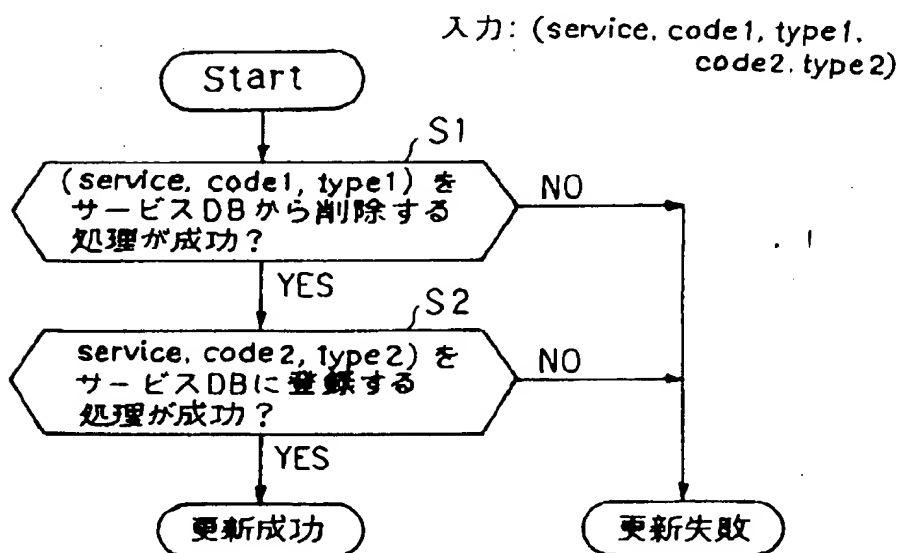 入力: (service, code1, type1,
code2, type2)
Start
S1
(service, code1, type1) を
サービスDBから削除する
処理が成功?
NO
YES
S2
service, code2, type2) を
サービスDBに登録する
処理が成功?
NO
YES
更新成功
更新失敗